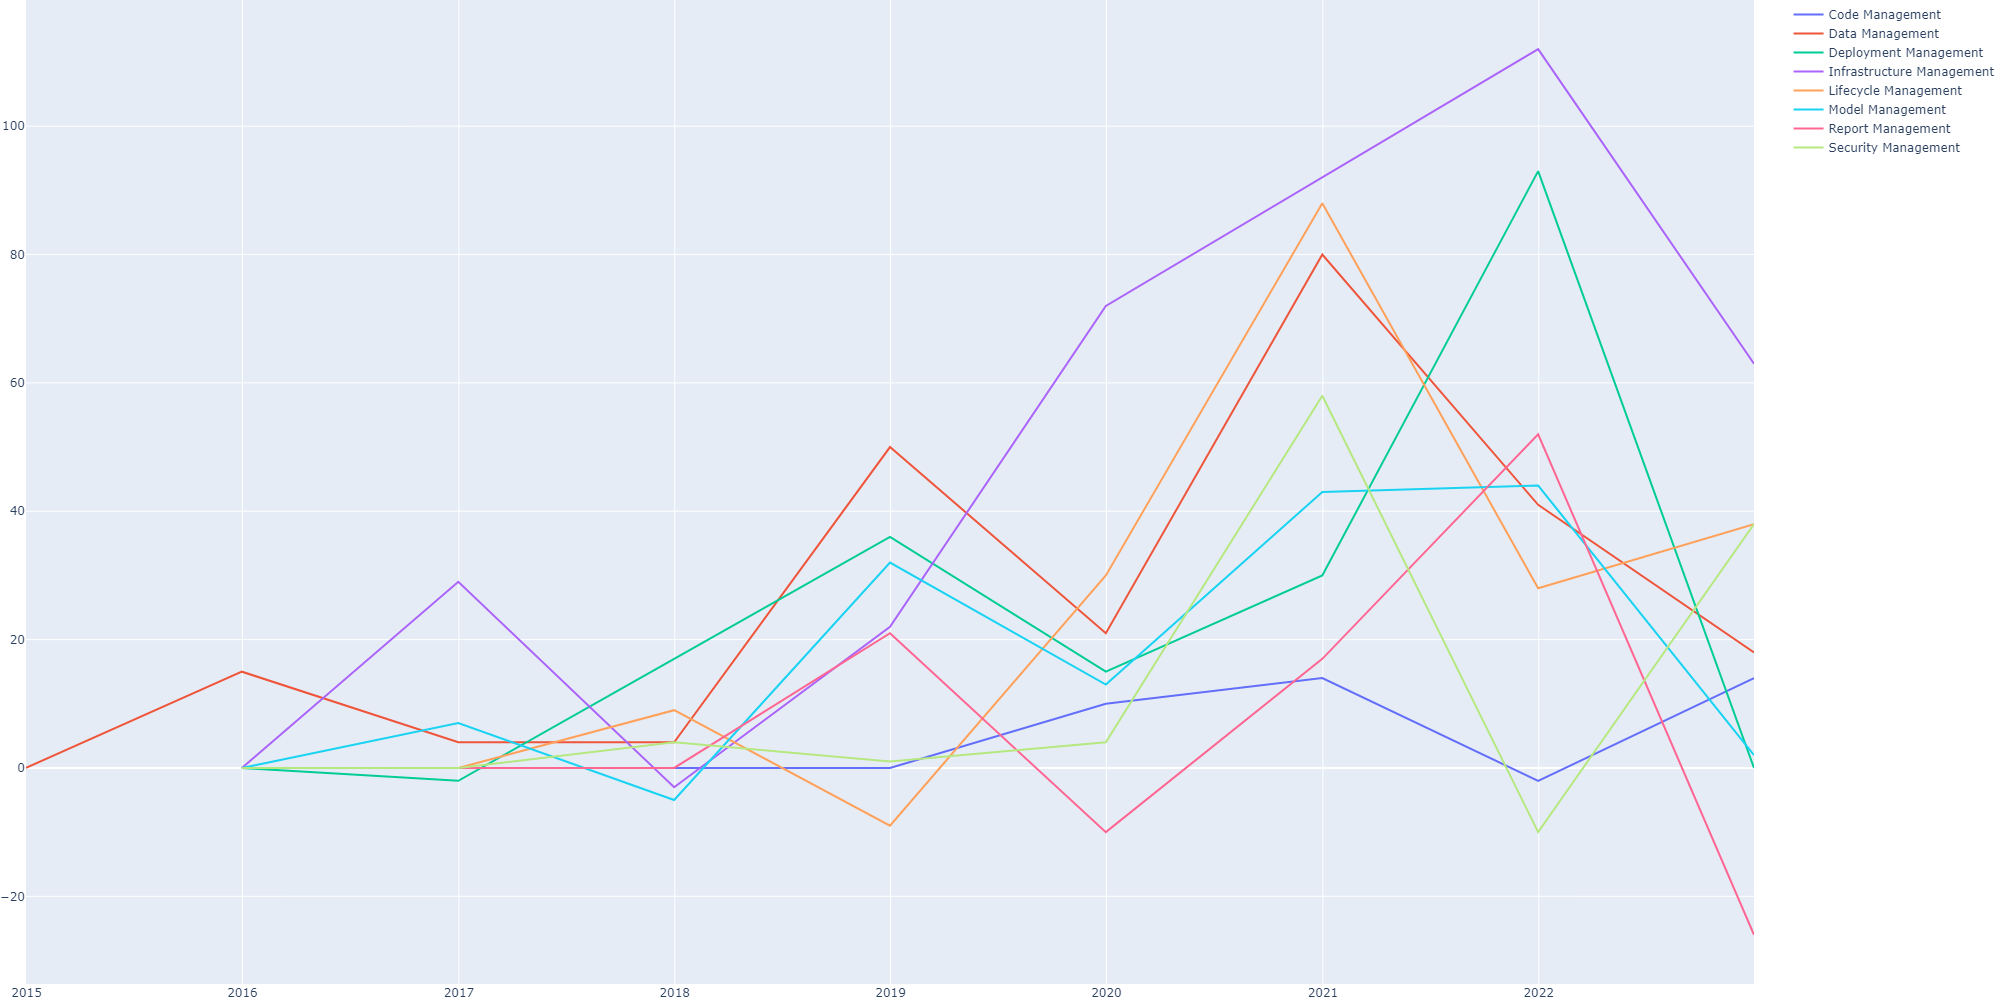 Code Management
Data Management
Deployment Management
Infrastructure Management
Lifecycle Management
Model Management
Report Management
Security Management
100
80
60
40
20
0
−20
2015 2016 2017 2018 2019 2020 2021 2022